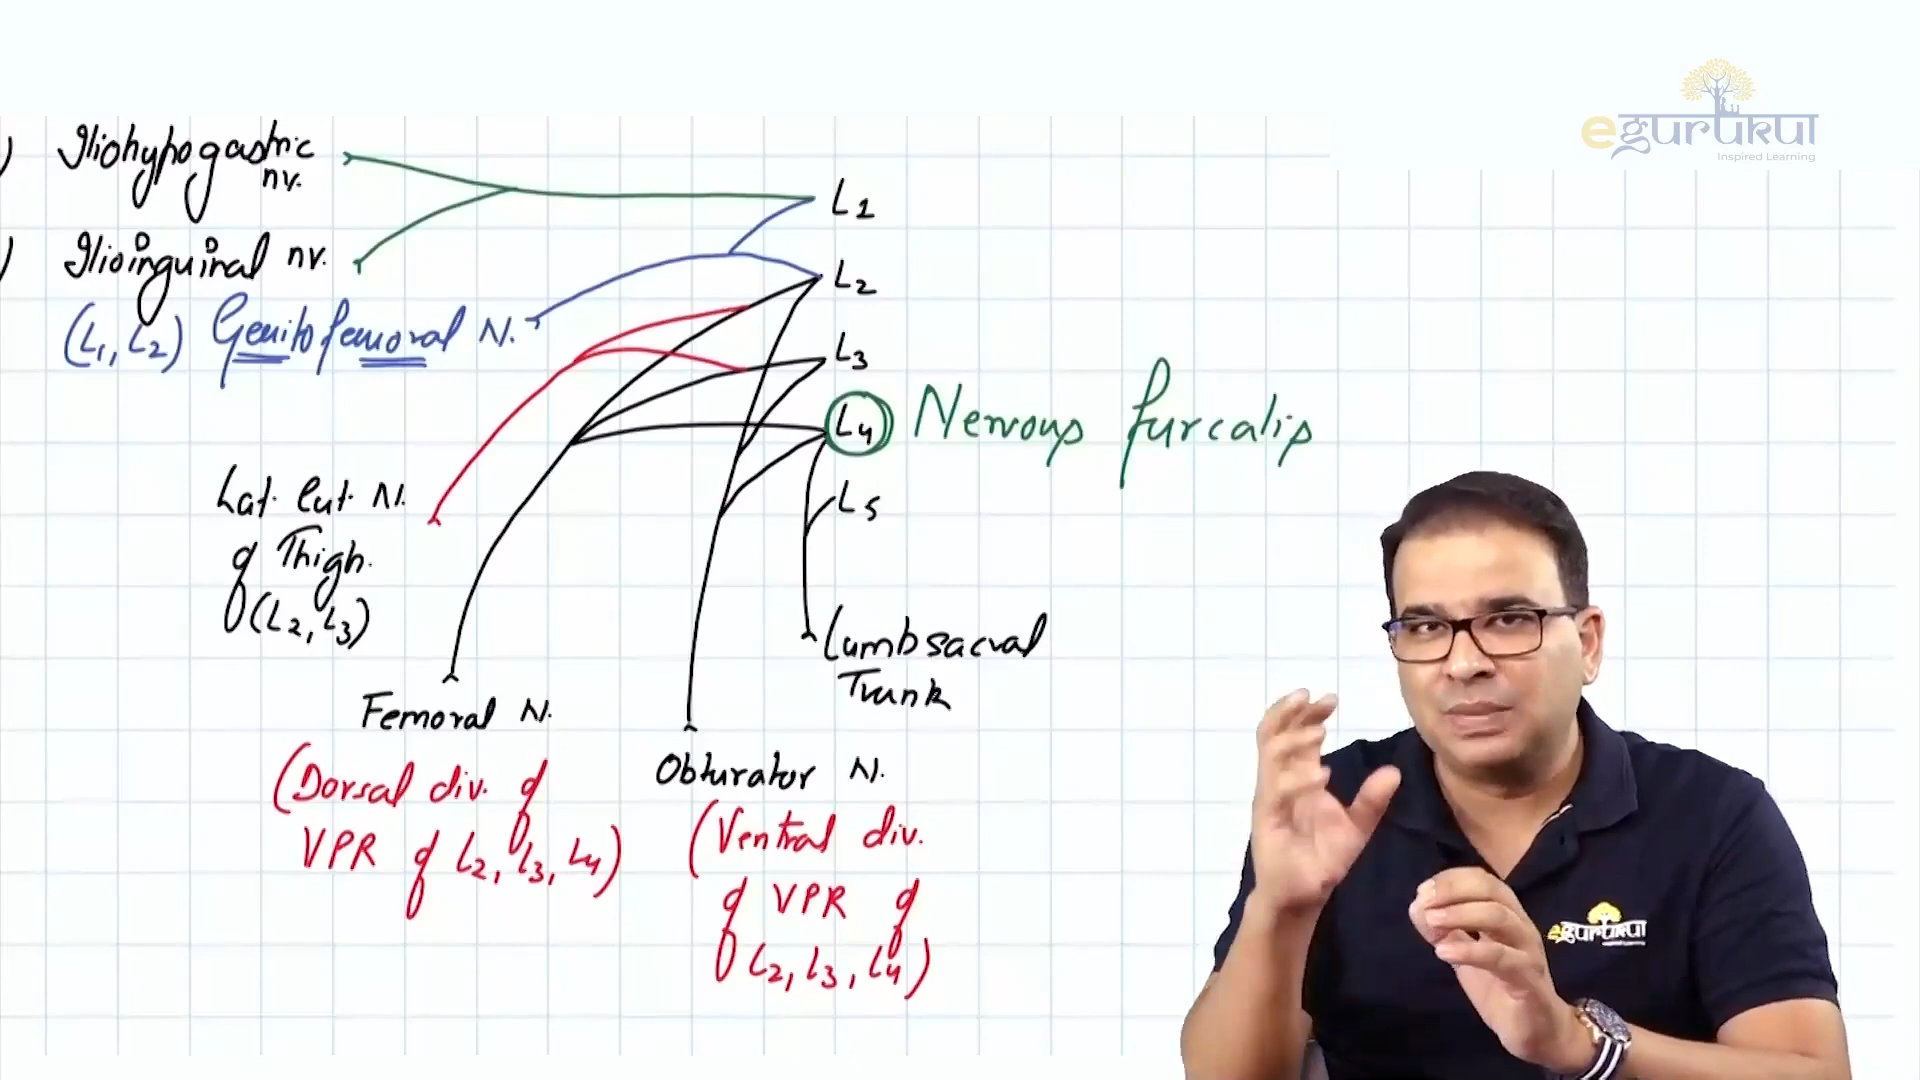 ) Iliohypogastric
nv.
) Ilioinguinal nv.
(L1, L2) Genitofemoral N.
L1
L2
L3
L4 Nervous furcalis
L5
Lat. Cut. N.
of Thigh.
(L2, L3)
Lumbsacral
Trunk
Femoral N.
(Dorsal div. of
VPR of L2, L3, L4)
Obturator N.
(Ventral div.
of VPR of
L2, L3, L4)
egurukul
Inspired Learning
egurukul